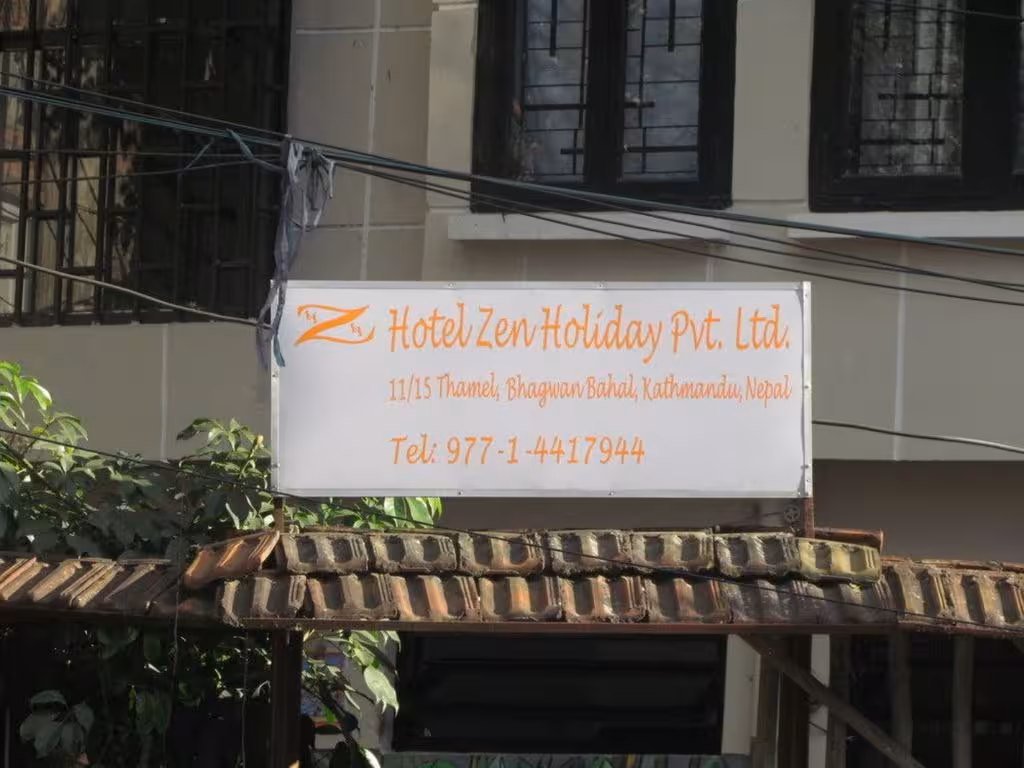 Z Hotel Zen Holiday Pvt. Ltd.
11/15 Thamel, Bhagwan Bahal, Kathmandu, Nepal
Tel: 977-1-4417944